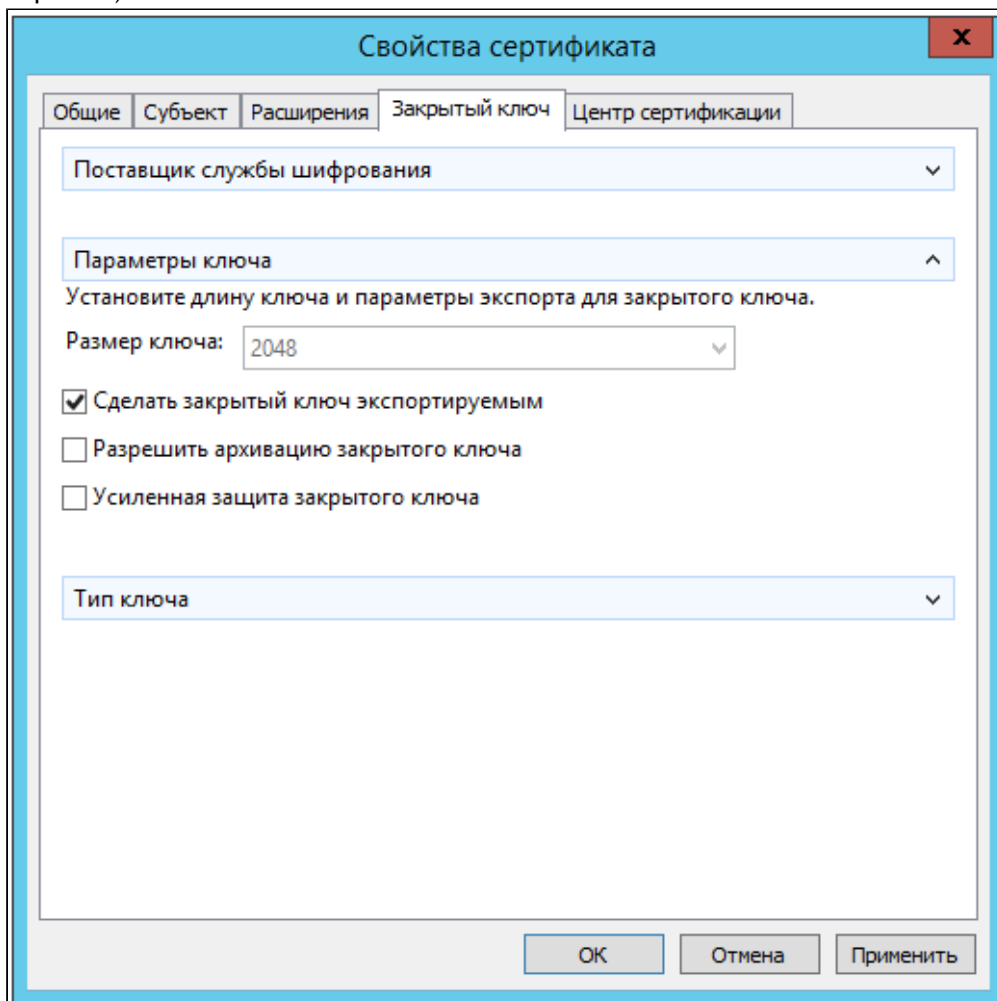 Свойства сертификата
x
Общие Субъект Расширения Закрытый ключ Центр сертификации
Поставщик службы шифрования
Параметры ключа
Установите длину ключа и параметры экспорта для закрытого ключа.
Размер ключа: 2048
Сделать закрытый ключ экспортируемым
Разрешить архивацию закрытого ключа
Усиленная защита закрытого ключа
Тип ключа
ОК Отмена Применить